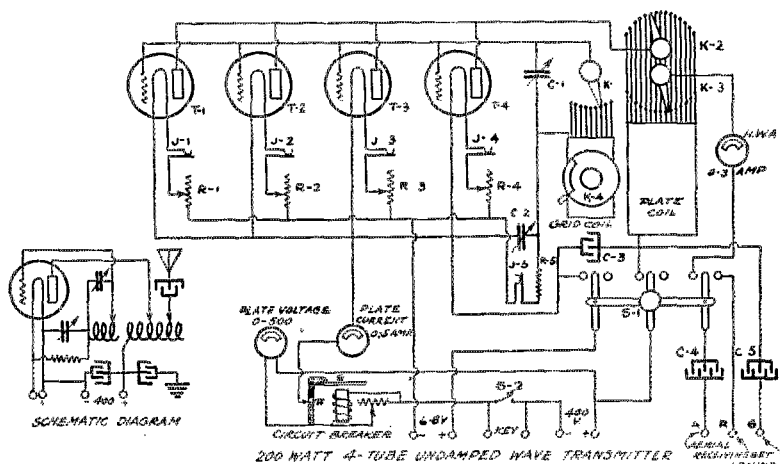 K-2
K-3
T-1
T-2
T-3
T-4
C-1
K-
J-1
J-2
J-3
J-4
R-1
R-2
R-3
R-4
H.W.A.
0-3 AMP
K-4
GRID COIL
PLATE
COIL
C-2
J-5
R-5
C-3
S-1
PLATE VOLTAGE
0-500
PLATE
CURRENT
0,5 AMP
C-4
C-5
S-2
400
SCHEMATIC DIAGRAM
CIRCUIT BREAKER
6-8V
- +
KEY
400
V
- +
A
R
G
AERIAL
RECEIVING SET
200 WATT 4-TUBE UNDAMPED WAVE TRANSMITTER